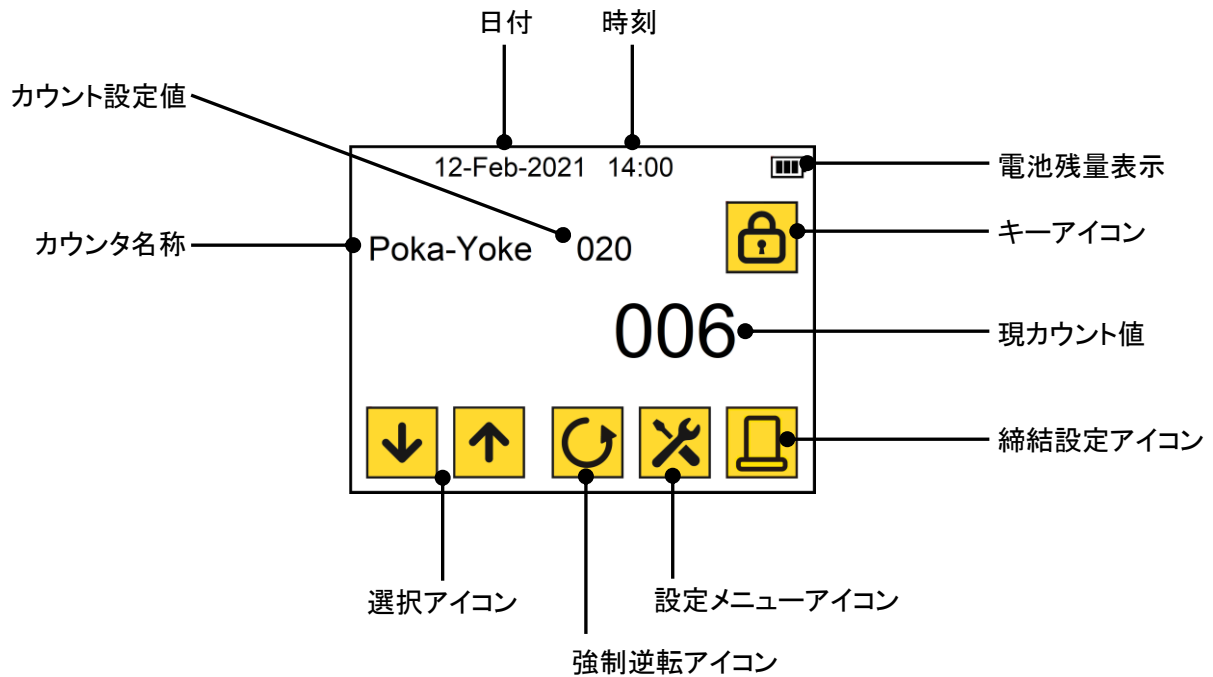 日付
時刻
カウント設定値
12-Feb-2021 14:00
電池残量表示
キーアイコン
カウンタ名称
Poka-Yoke 020
006
現カウント値
締結設定アイコン
選択アイコン
設定メニューアイコン
強制逆転アイコン